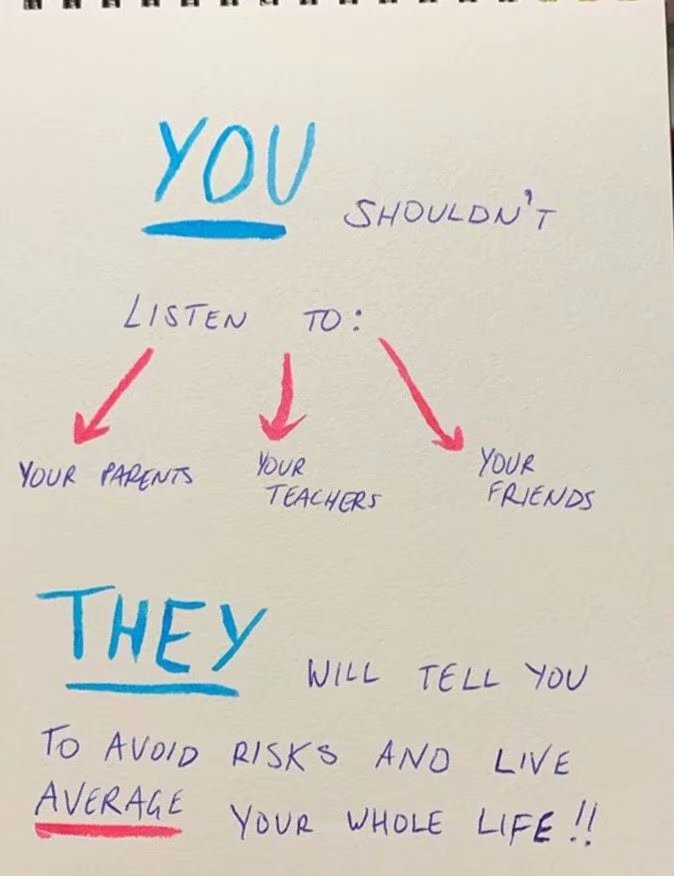 YOU SHOULDN'T
LISTEN TO:
YOUR PARENTS
YOUR
TEACHERS
YOUR
FRIENDS
THEY WILL TELL YOU
TO AVOID RISKS AND LIVE
AVERAGE YOUR WHOLE LIFE!!